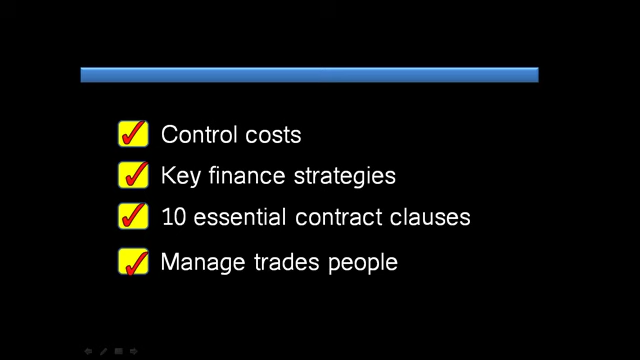 Control costs
Key finance strategies
10 essential contract clauses
Manage trades people